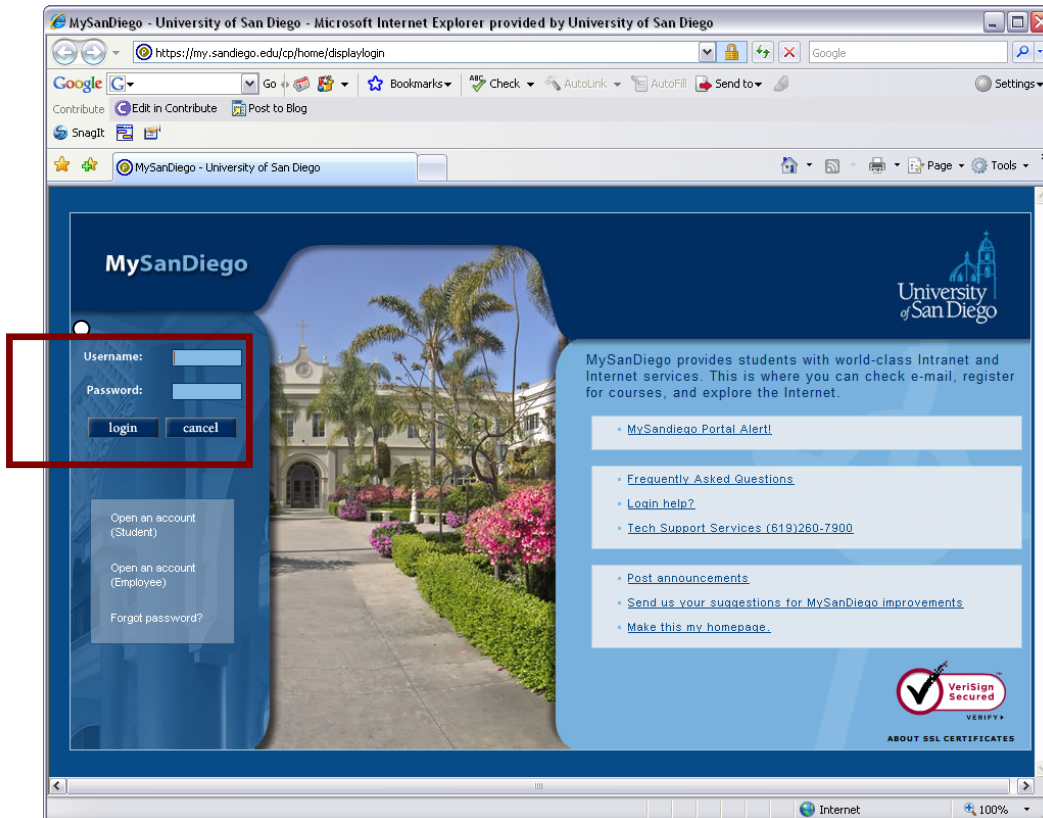 MySanDiego - University of San Diego - Microsoft Internet Explorer provided by University of San Diego
https://my.sandiego.edu/cp/home/displaylogin
Google
Google G Go Bookmarks ABC Check AutoLink AutoFill Send to Settings
Contribute Edit in Contribute Post to Blog
SnagIt
MySanDiego - University of San Diego
Page Tools
MySanDiego
University
of San Diego
Username:
Password:
login cancel
Open an account
(Student)
Open an account
(Employee)
Forgot password?
MySanDiego provides students with world-class Intranet and
Internet services. This is where you can check e-mail, register
for courses, and explore the Internet.
MySandiego Portal Alert!
Frequently Asked Questions
Login help?
Tech Support Services (619)260-7900
Post announcements
Send us your suggestions for MySanDiego improvements
Make this my homepage.
VeriSign
Secured
VERIFY
ABOUT SSL CERTIFICATES
Internet 100%